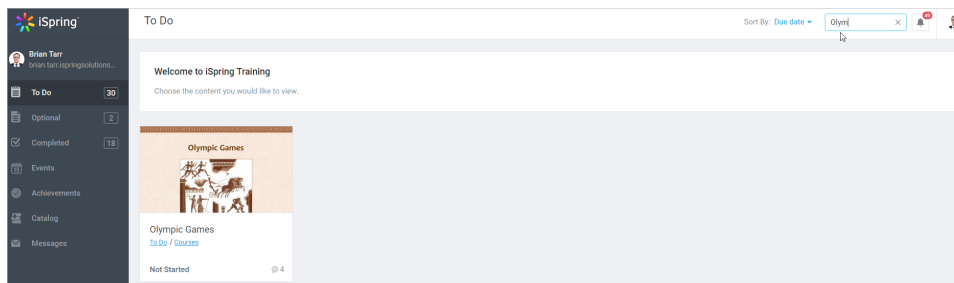 iSpring
To Do
Sort By: Due date
Olym
49
Brian Tarr
brian.tarr.ispringsolutions...
To Do 30
Optional 2
Completed 18
Events
Achievements
Catalog
Messages
Welcome to iSpring Training
Choose the content you would like to view.
Olympic Games
Olympic Games
To Do / Courses
Not Started 4